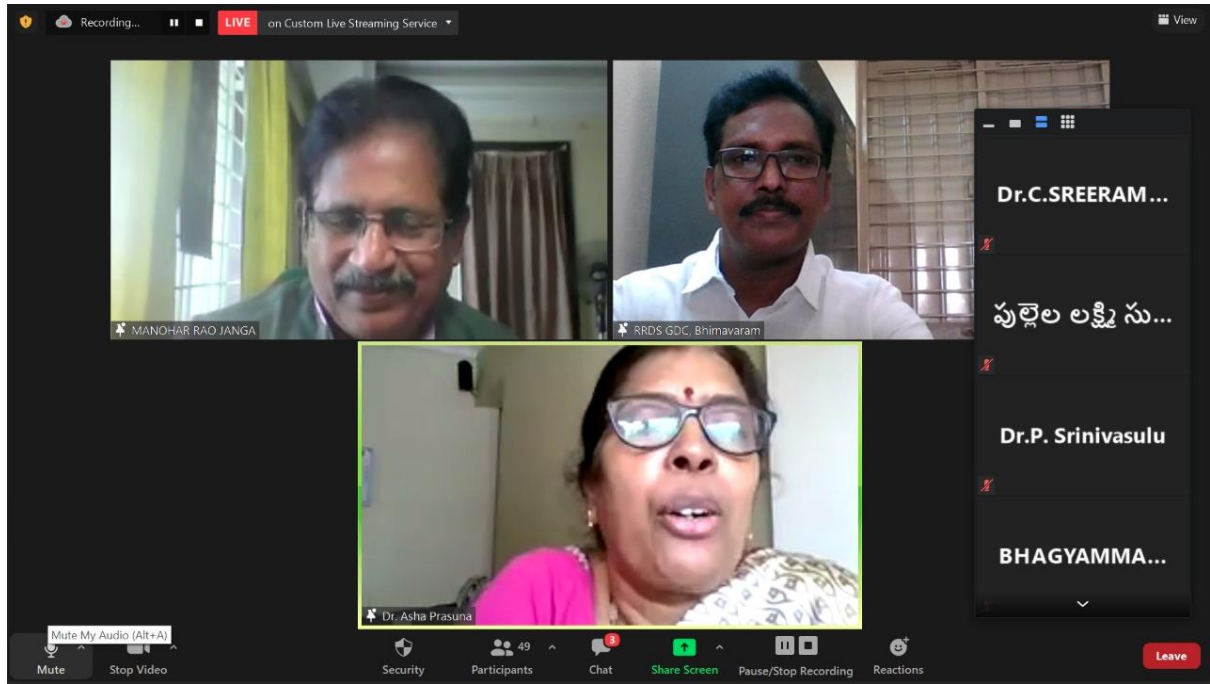 Recording...
LIVE on Custom Live Streaming Service
View
MANOHAR RAO JANGA
RRDS GDC, Bhimavaram
Dr. Asha Prasuna
Dr.C.SREERAM...
పుల్లెల లక్ష్మి సు...
Dr.P. Srinivasulu
BHAGYAMMA...
Mute My Audio (Alt+A)
Mute
Stop Video
Security
49
Participants
3
Chat
Share Screen
Pause/Stop Recording
Reactions
Leave